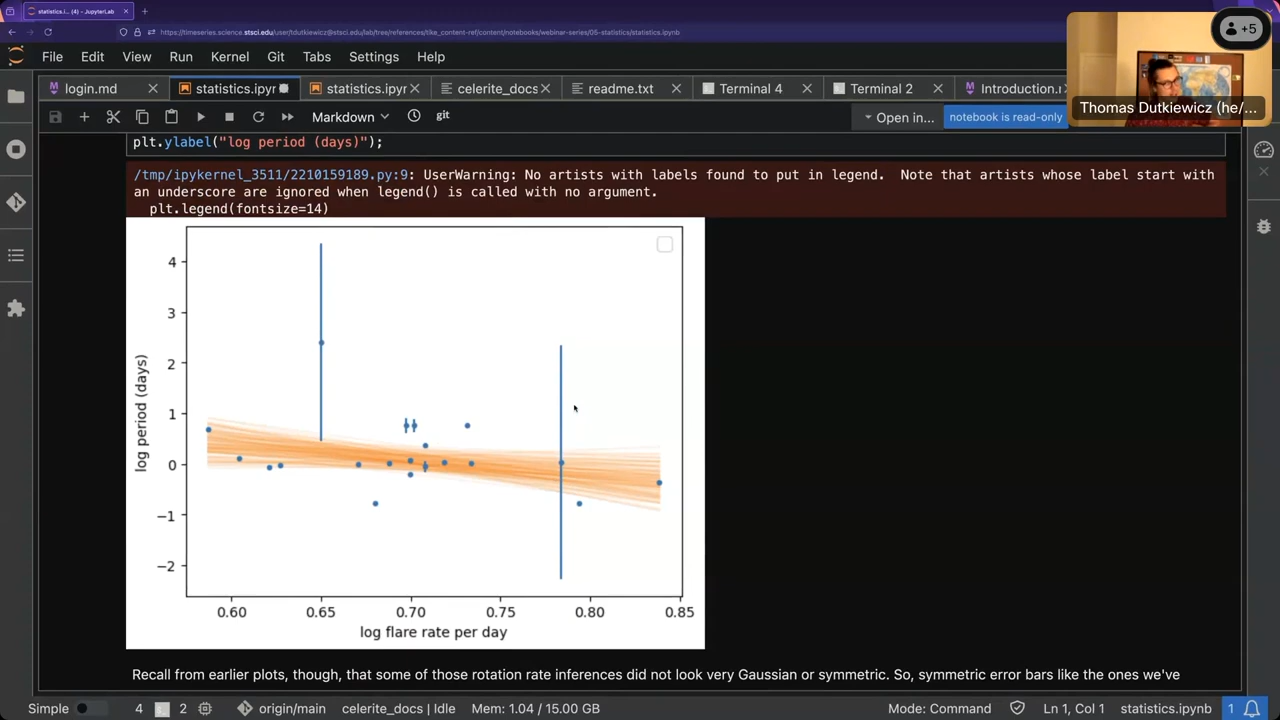 statistics.i... (4) - JupyterLab
https://timeseries.science.stsci.edu/user/tdutkiewicz@stsci.edu/lab/tree/references/tike_content-ref/content/notebooks/webinar-series/05-statistics/statistics.ipynb
+5
File Edit View Run Kernel Git Tabs Settings Help
login.md statistics.ipyr statistics.ipyr celerite_docs readme.txt Terminal 4 Terminal 2 Introduction.r
Thomas Dutkiewicz (he/...
Markdown git Open in... notebook is read-only
plt.ylabel("log period (days)");
/tmp/ipykernel_3511/2210159189.py:9: UserWarning: No artists with labels found to put in legend.  Note that artists whose label start with
an underscore are ignored when legend() is called with no argument.
plt.legend(fontsize=14)
4
3
2
1
0
−1
−2
log period (days)
0.60 0.65 0.70 0.75 0.80 0.85
log flare rate per day
Recall from earlier plots, though, that some of those rotation rate inferences did not look very Gaussian or symmetric. So, symmetric error bars like the ones we've
Simple 4 2 origin/main celerite_docs | Idle Mem: 1.04 / 15.00 GB Mode: Command Ln 1, Col 1 statistics.ipynb 1